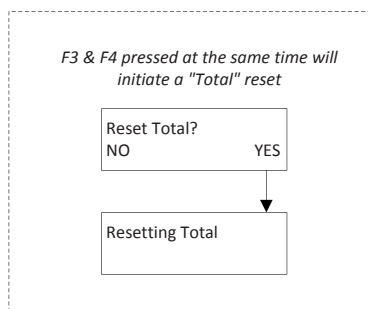 F3 & F4 pressed at the same time will
initiate a "Total" reset
Reset Total?
NO YES
Resetting Total